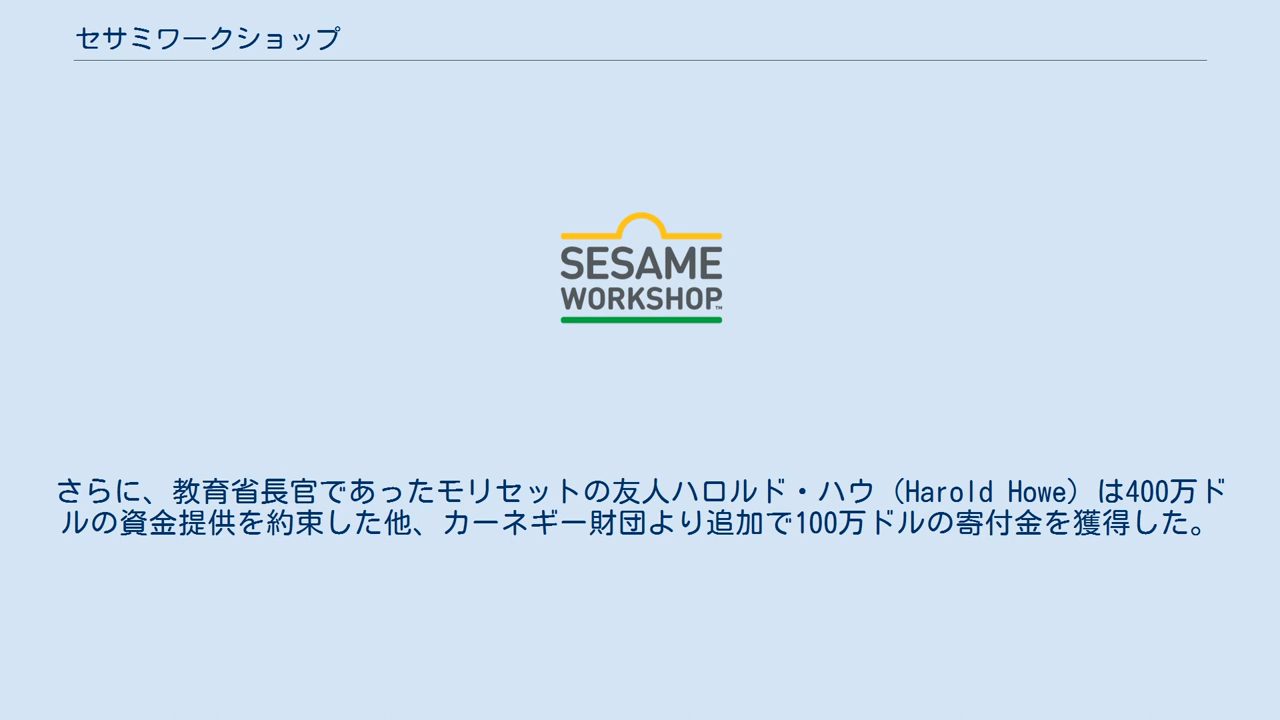 セサミワークショップ
SESAME
WORKSHOP™
さらに、教育省長官であったモリセットの友人ハロルド・ハウ（Harold Howe）は400万ド
ルの資金提供を約束した他、カーネギー財団より追加で100万ドルの寄付金を獲得した。